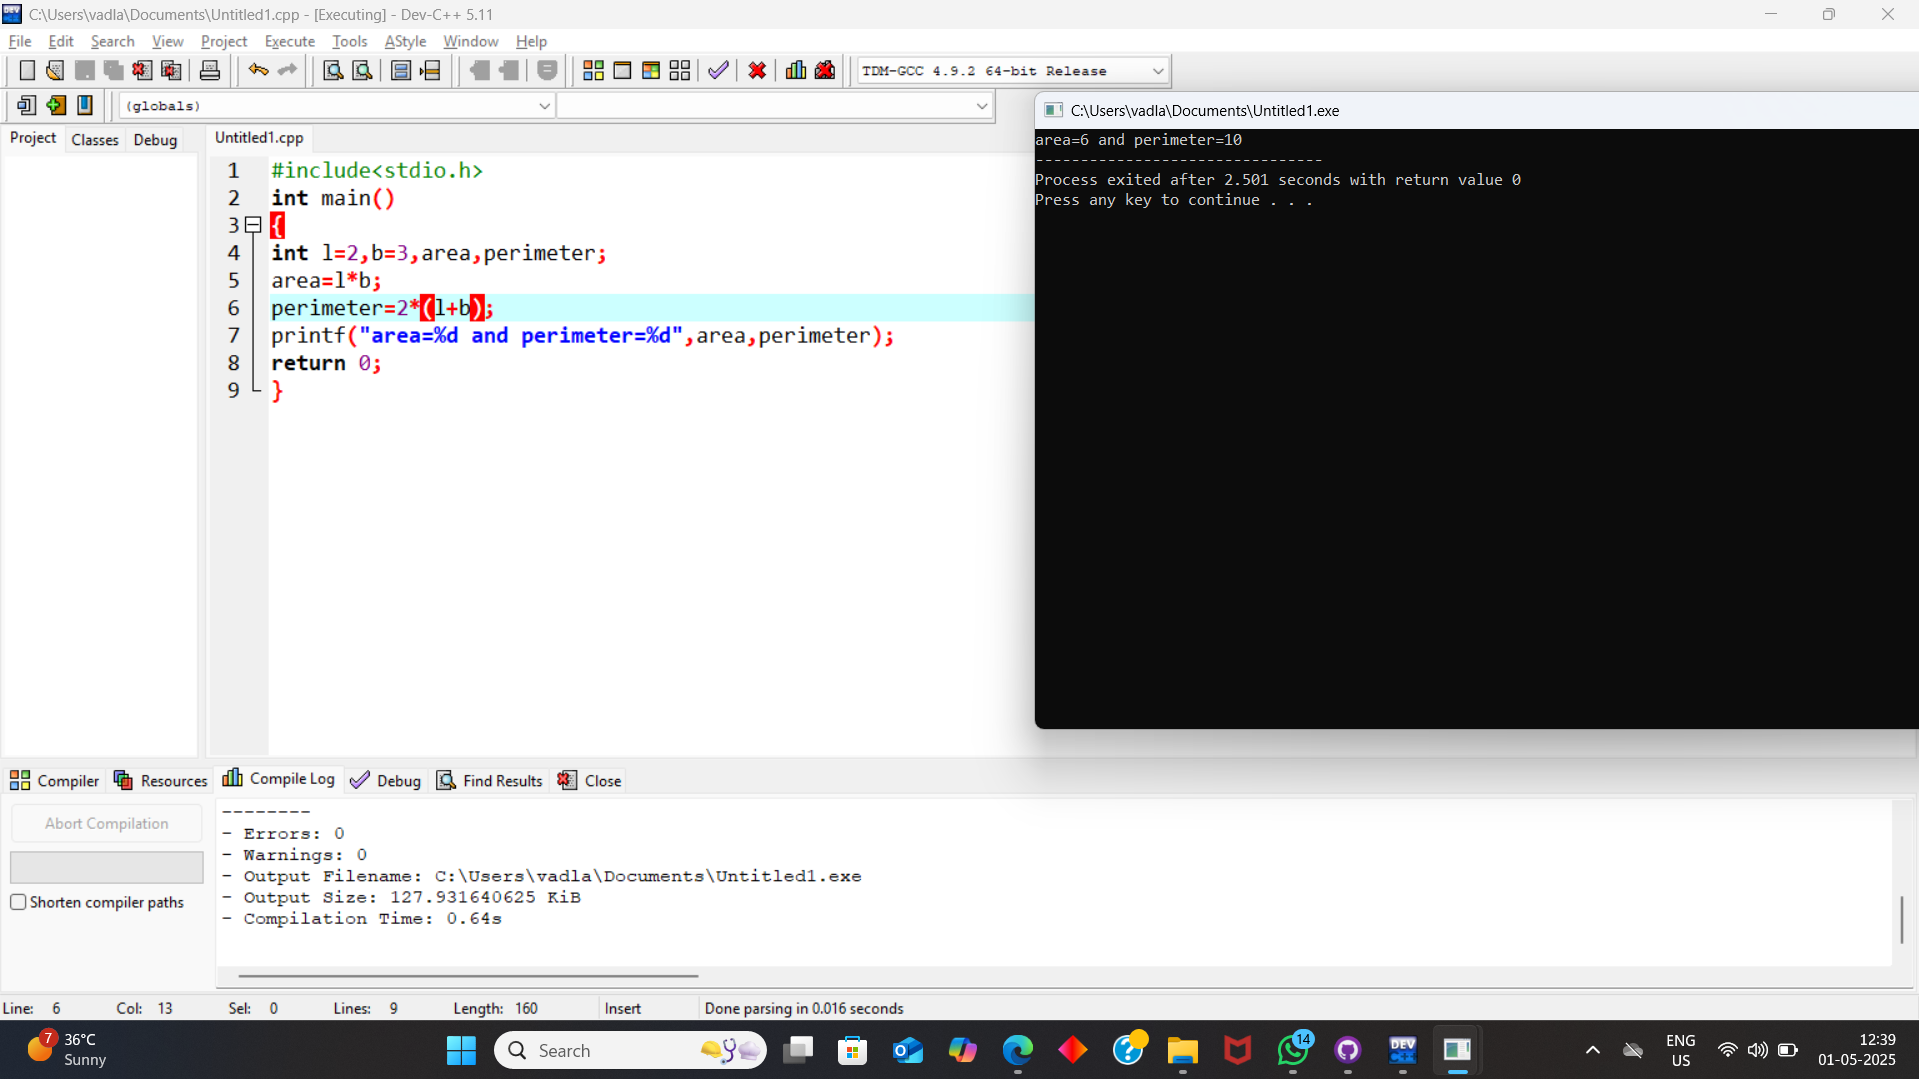 C:\Users\vadla\Documents\Untitled1.cpp - [Executing] - Dev-C++ 5.11
File Edit Search View Project Execute Tools AStyle Window Help
TDM-GCC 4.9.2 64-bit Release
(globals)
Project Classes Debug
Untitled1.cpp
1 #include<stdio.h>
2 int main()
3 {
4 int l=2,b=3,area,perimeter;
5 area=l*b;
6 perimeter=2*(l+b);
7 printf("area=%d and perimeter=%d",area,perimeter);
8 return 0;
9 }
C:\Users\vadla\Documents\Untitled1.exe
area=6 and perimeter=10
--------------------------------
Process exited after 2.501 seconds with return value 0
Press any key to continue . . .
Compiler Resources Compile Log Debug Find Results Close
Abort Compilation
Shorten compiler paths
--------
- Errors: 0
- Warnings: 0
- Output Filename: C:\Users\vadla\Documents\Untitled1.exe
- Output Size: 127.931640625 KiB
- Compilation Time: 0.64s
Line: 6 Col: 13 Sel: 0 Lines: 9 Length: 160 Insert Done parsing in 0.016 seconds
7
36°C
Sunny
Search
DEV
C++
14
ENG
US
12:39
01-05-2025